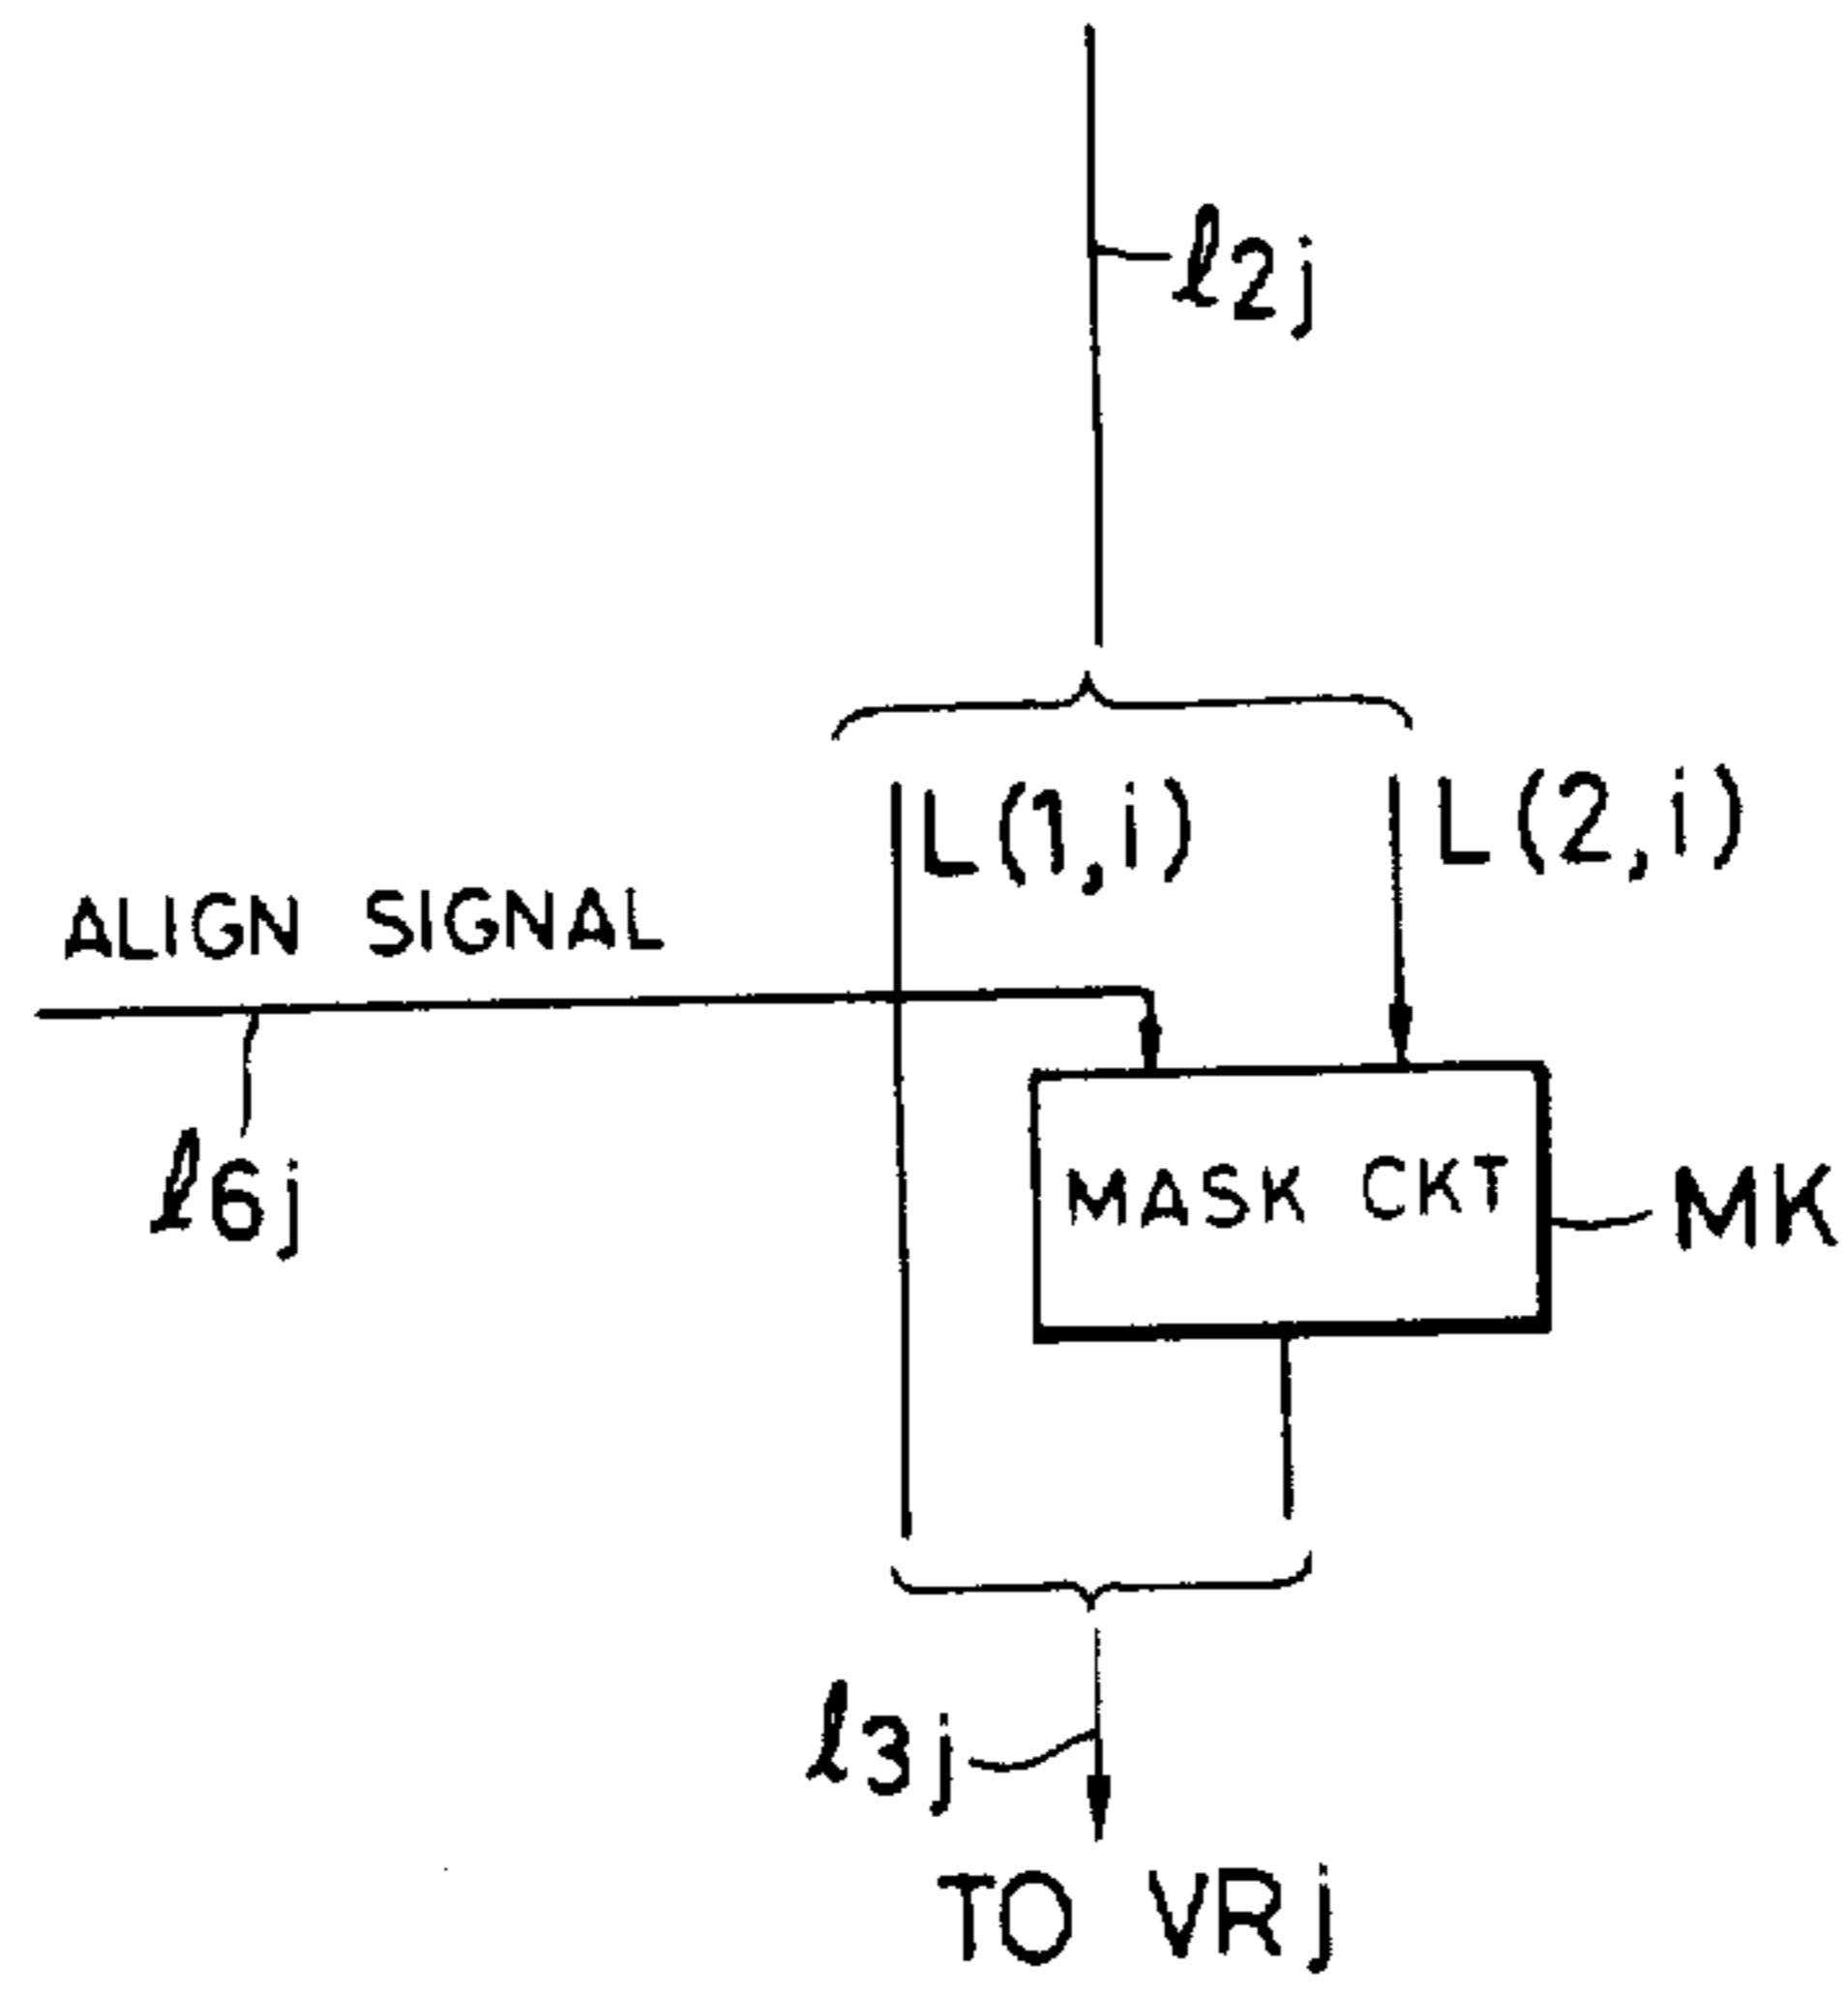 ℓ2j
L(1,i) L(2,i)
ALIGN SIGNAL
ℓ6j
MASK CKT
MK
ℓ3j
TO VRj